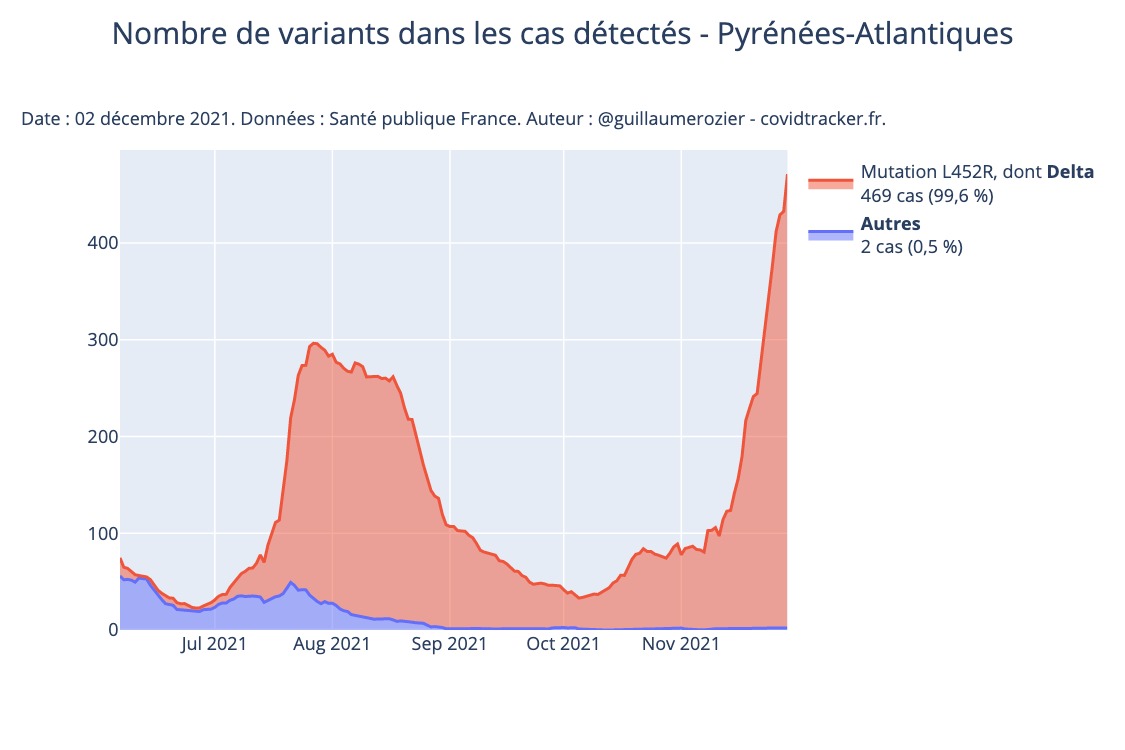 Nombre de variants dans les cas détectés - Pyrénées-Atlantiques
Date : 02 décembre 2021. Données : Santé publique France. Auteur : @guillaumerozier - covidtracker.fr.
Mutation L452R, dont Delta
469 cas (99,6 %)
Autres
2 cas (0,5 %)
400
300
200
100
0
Jul 2021 Aug 2021 Sep 2021 Oct 2021 Nov 2021